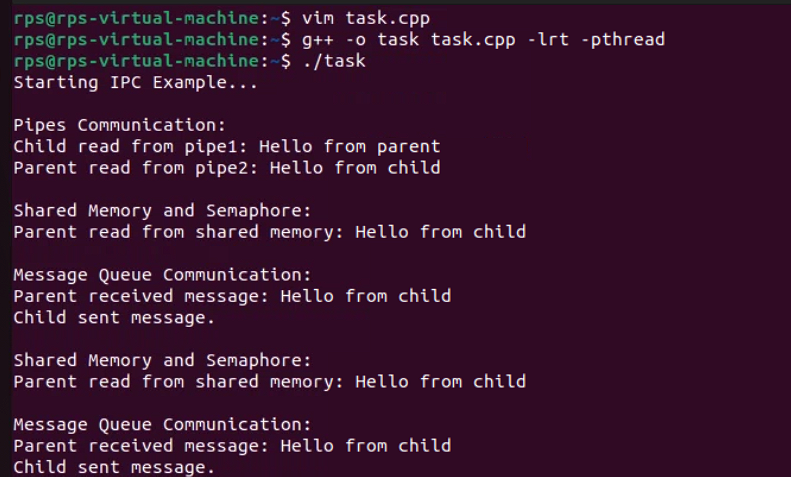 rps@rps-virtual-machine:~$ vim task.cpp
rps@rps-virtual-machine:~$ g++ -o task task.cpp -lrt -pthread
rps@rps-virtual-machine:~$ ./task
Starting IPC Example...
Pipes Communication:
Child read from pipe1: Hello from parent
Parent read from pipe2: Hello from child
Shared Memory and Semaphore:
Parent read from shared memory: Hello from child
Message Queue Communication:
Parent received message: Hello from child
Child sent message.
Shared Memory and Semaphore:
Parent read from shared memory: Hello from child
Message Queue Communication:
Parent received message: Hello from child
Child sent message.